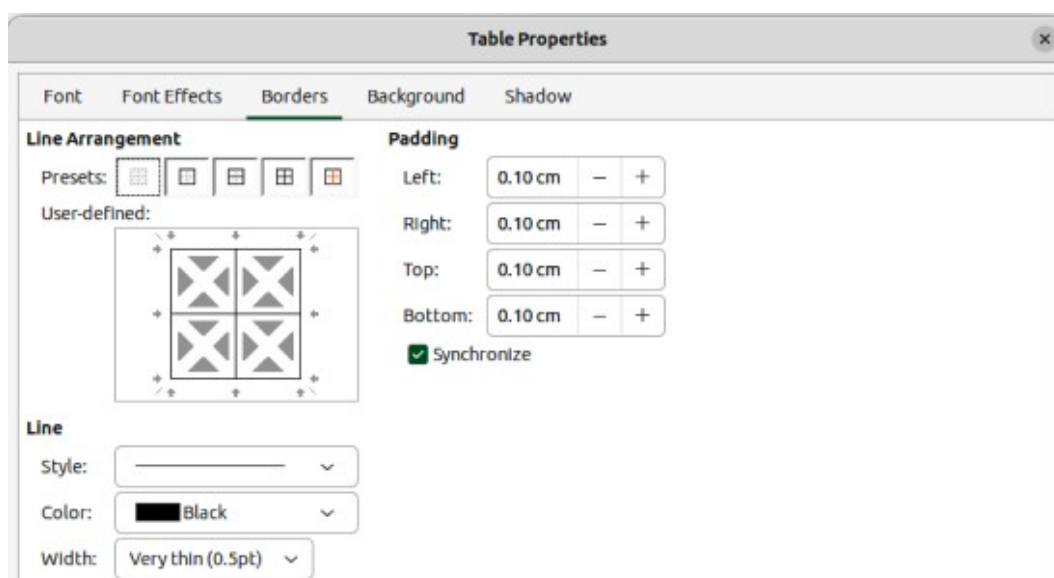 Table Properties
Font Font Effects Borders Background Shadow
Line Arrangement
Presets:
User-defined:
Padding
Left: 0.10 cm − +
Right: 0.10 cm − +
Top: 0.10 cm − +
Bottom: 0.10 cm − +
Synchronize
Line
Style:
Color: Black
Width: Very thin (0.5pt)